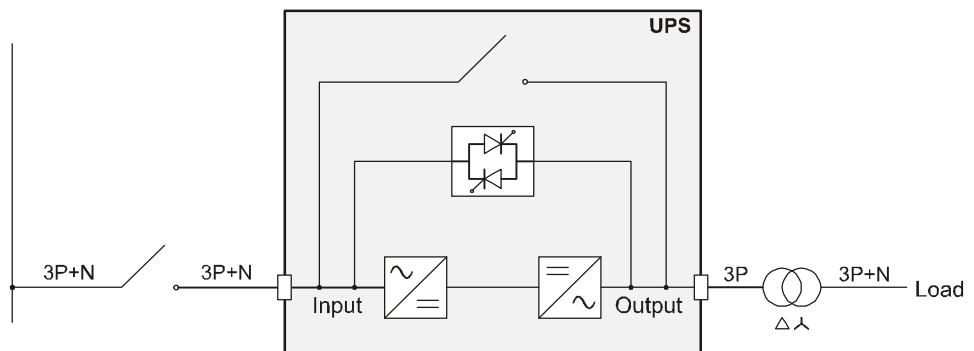 UPS
3P+N
3P+N
Input
Output
3P
3P+N
Load